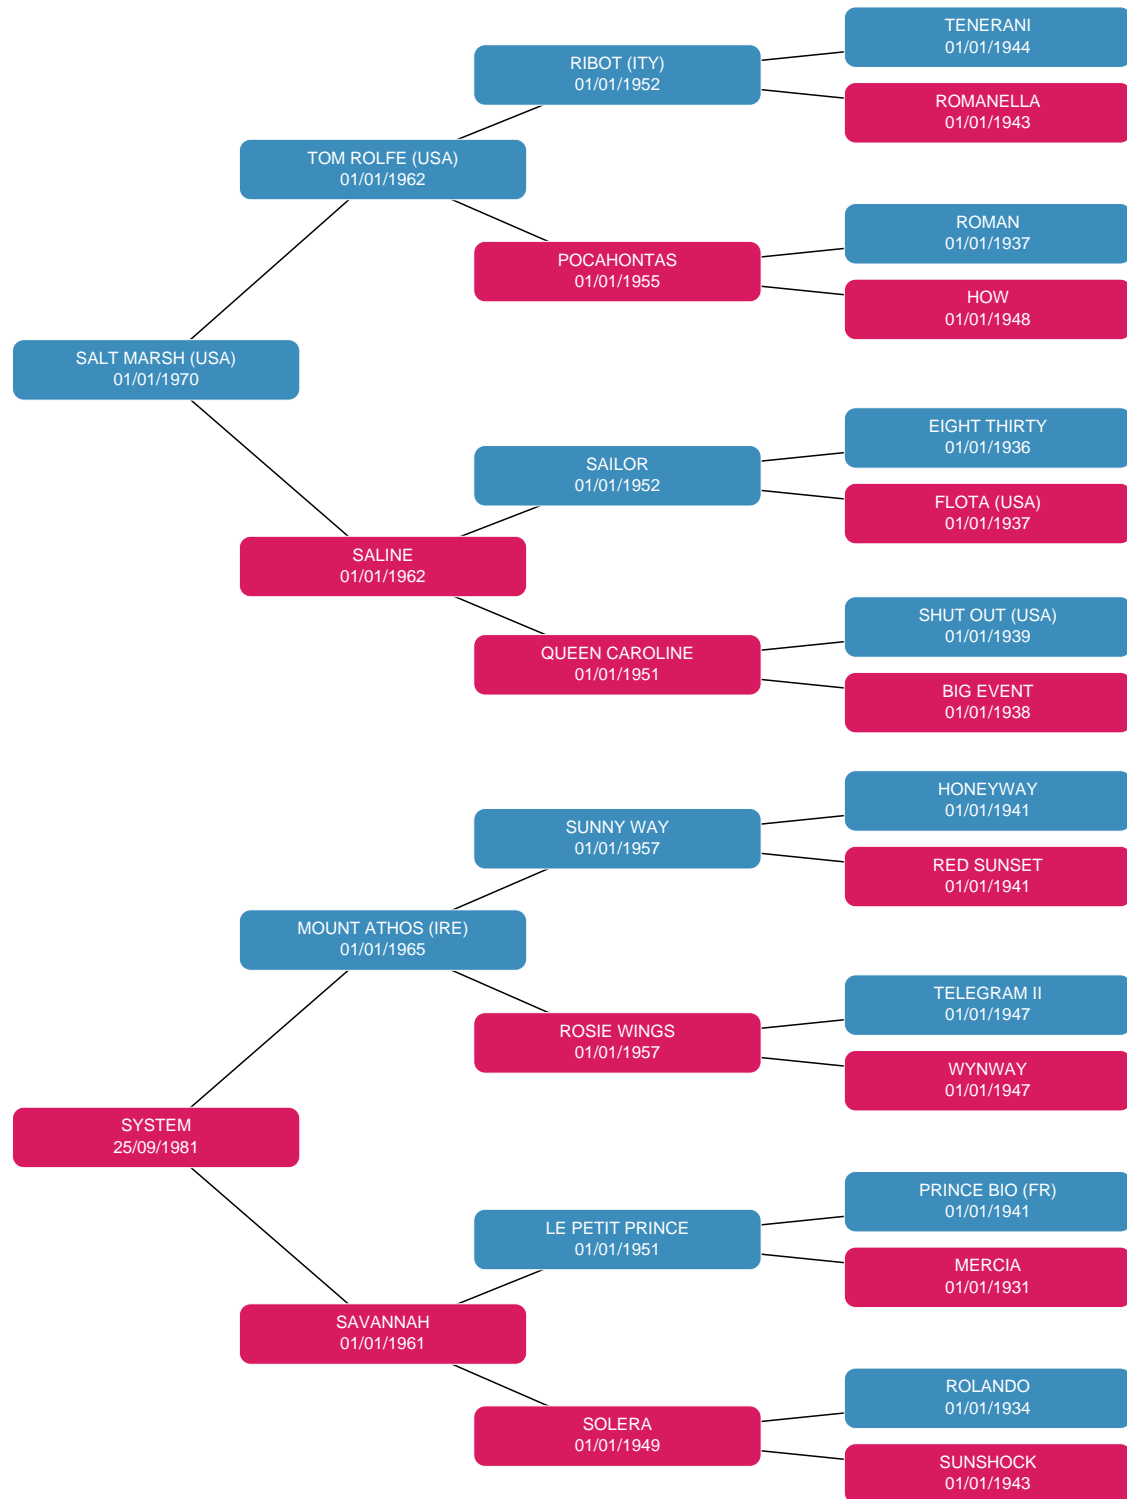 TENERANI
01/01/1944
RIBOT (ITY)
01/01/1952
ROMANELLA
01/01/1943
TOM ROLFE (USA)
01/01/1962
ROMAN
01/01/1937
POCAHONTAS
01/01/1955
HOW
01/01/1948
SALT MARSH (USA)
01/01/1970
EIGHT THIRTY
01/01/1936
SAILOR
01/01/1952
FLOTA (USA)
01/01/1937
SALINE
01/01/1962
SHUT OUT (USA)
01/01/1939
QUEEN CAROLINE
01/01/1951
BIG EVENT
01/01/1938
HONEYWAY
01/01/1941
SUNNY WAY
01/01/1957
RED SUNSET
01/01/1941
MOUNT ATHOS (IRE)
01/01/1965
TELEGRAM II
01/01/1947
ROSIE WINGS
01/01/1957
WYNWAY
01/01/1947
SYSTEM
25/09/1981
PRINCE BIO (FR)
01/01/1941
LE PETIT PRINCE
01/01/1951
MERCIA
01/01/1931
SAVANNAH
01/01/1961
ROLANDO
01/01/1934
SOLERA
01/01/1949
SUNSHOCK
01/01/1943